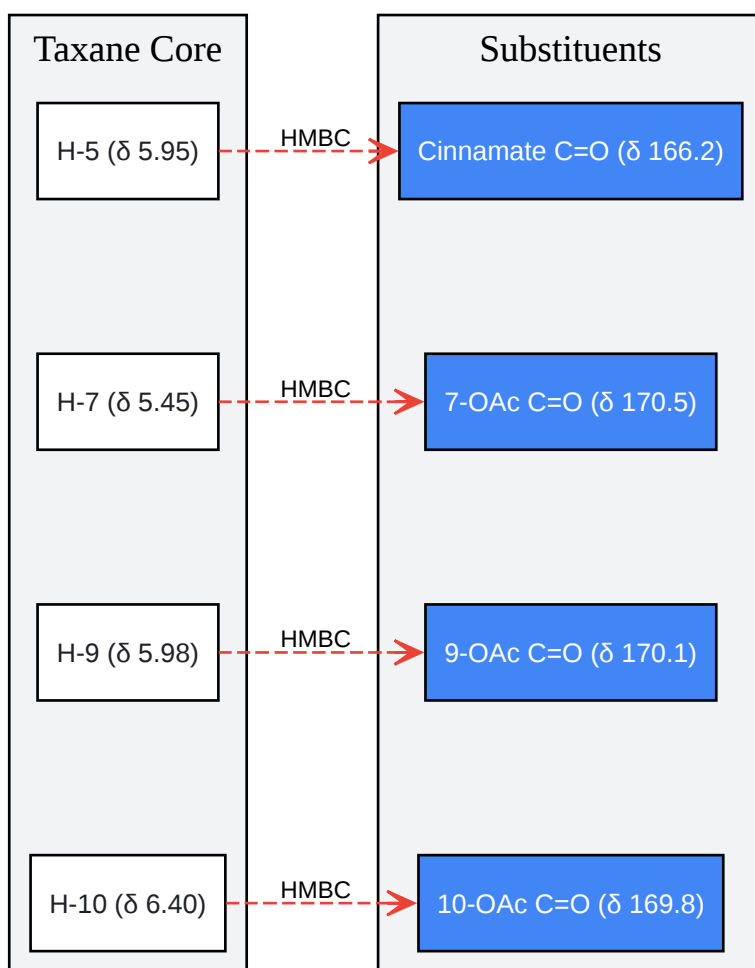 Taxane Core
Substituents
H-5 (δ 5.95)
HMBC
Cinnamate C=O (δ 166.2)
H-7 (δ 5.45)
HMBC
7-OAc C=O (δ 170.5)
H-9 (δ 5.98)
HMBC
9-OAc C=O (δ 170.1)
H-10 (δ 6.40)
HMBC
10-OAc C=O (δ 169.8)